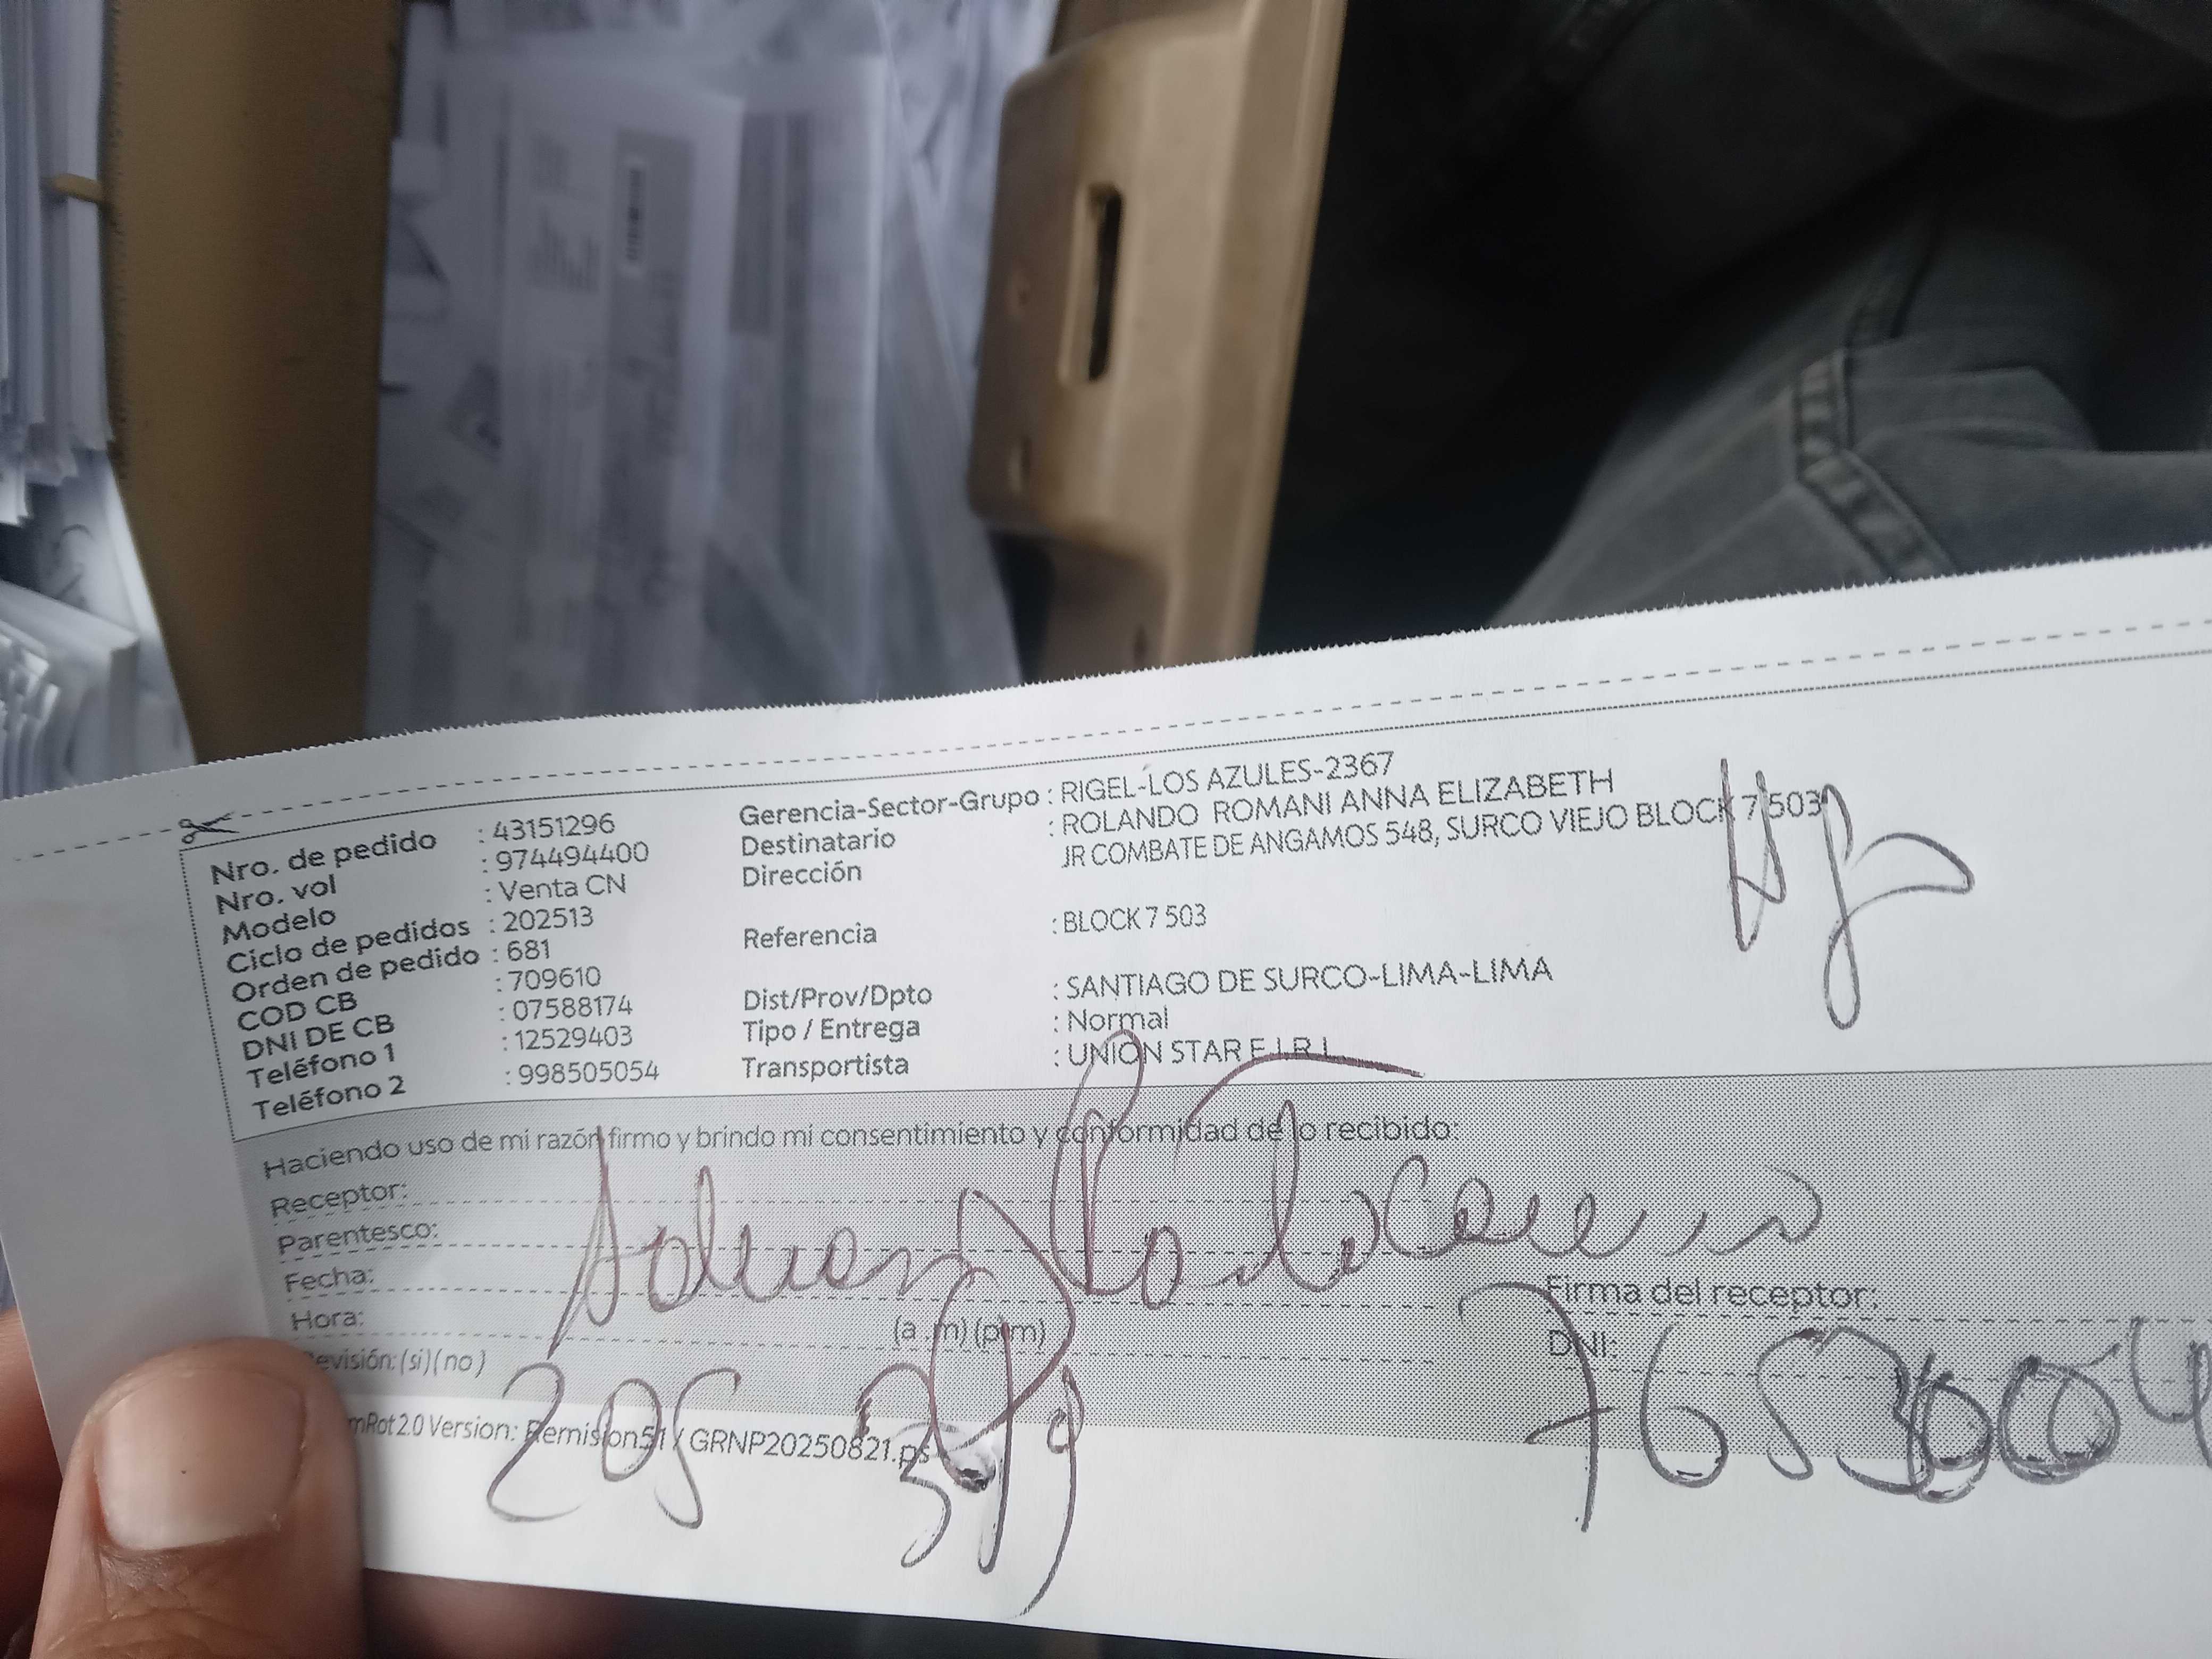 Nro. de pedido : 43151296
Nro. vol : 974494400
Modelo : Venta CN
Ciclo de pedidos : 202513
Orden de pedido : 681
COD CB : 709610
DNI DE CB : 07588174
Teléfono 1 : 12529403
Teléfono 2 : 998505054
Gerencia-Sector-Grupo : RIGEL-LOS AZULES-2367
Destinatario : ROLANDO ROMANI ANNA ELIZABETH
Dirección JR COMBATE DE ANGAMOS 548, SURCO VIEJO BLOCK 7 503
Referencia : BLOCK 7 503
Dist/Prov/Dpto : SANTIAGO DE SURCO-LIMA-LIMA
Tipo / Entrega : Normal
Transportista : UNION STAR E.I.R.L.
Haciendo uso de mi razón firmo y brindo mi consentimiento y conformidad de lo recibido:
Receptor:
Parentesco:
Fecha:
Hora: (a .m) (p .m)
evisión: (si) (no )
Firma del receptor:
DNI:
205
mRot 2.0 Version: Remision51 / GRNP20250821.ps